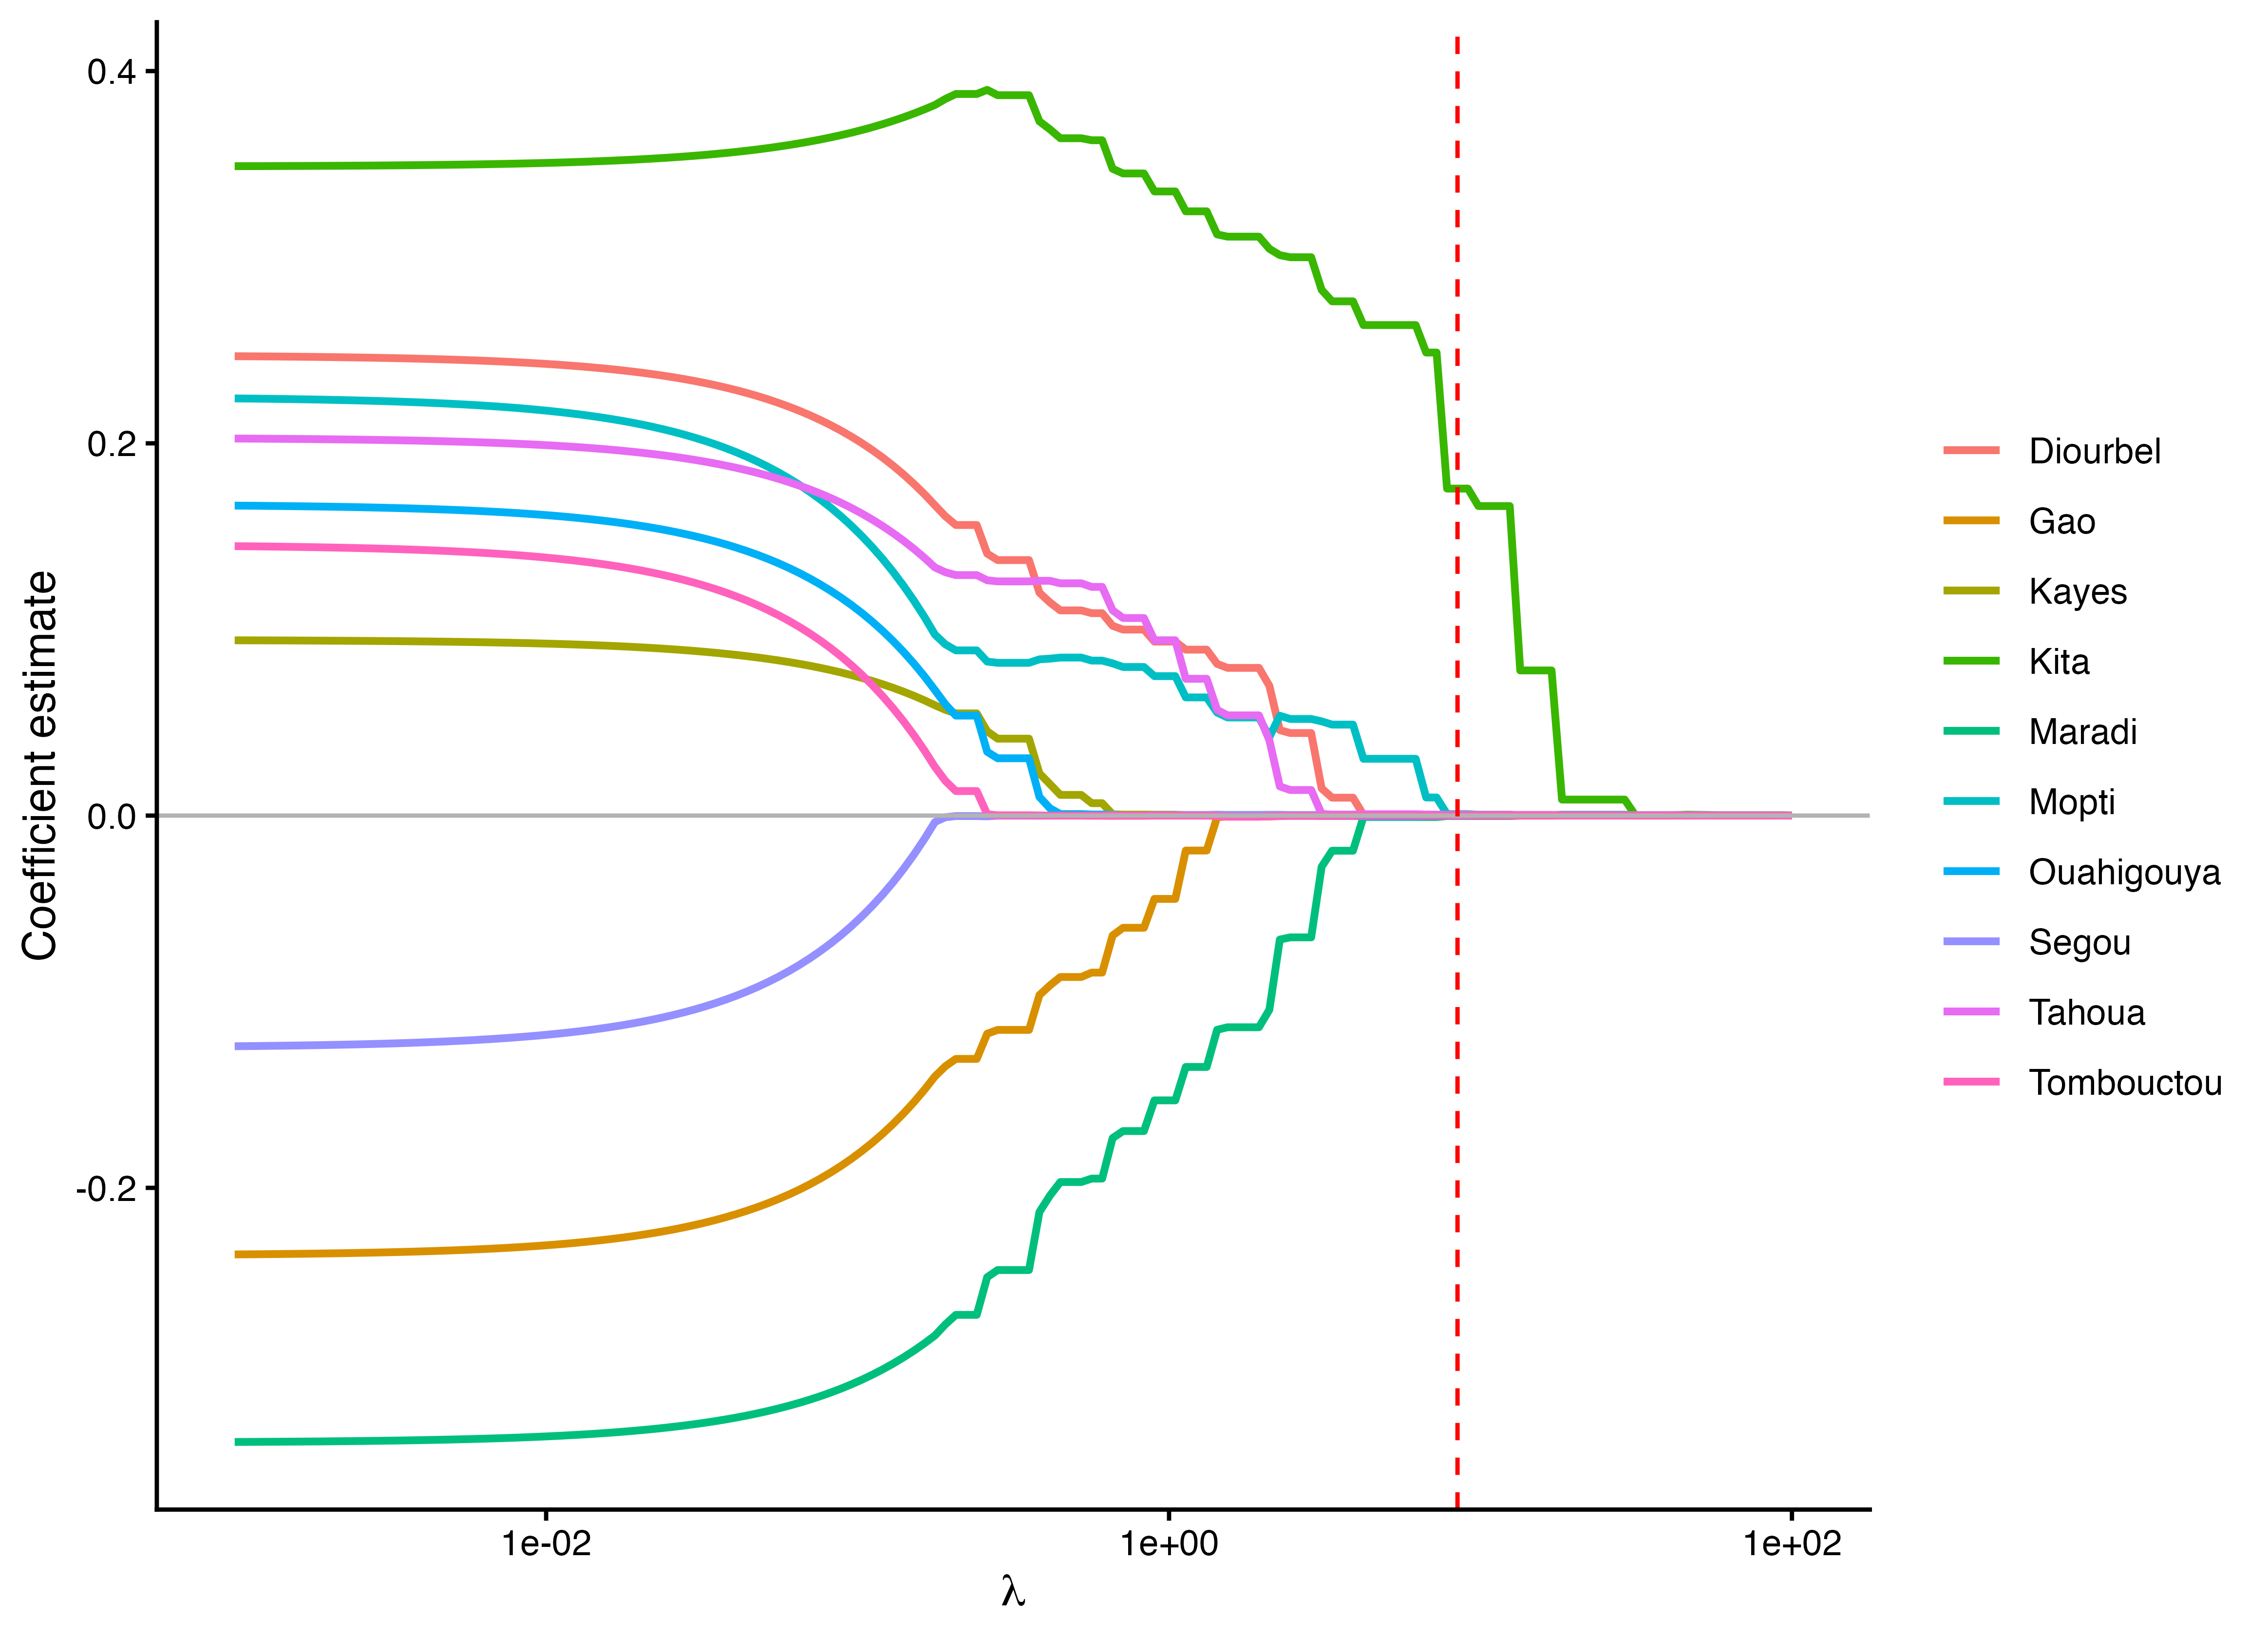 Coefficient estimate
0.4
0.2
0.0
-0.2
1e-02
1e+00
1e+02
λ
Diourbel
Gao
Kayes
Kita
Maradi
Mopti
Ouahigouya
Segou
Tahoua
Tombouctou